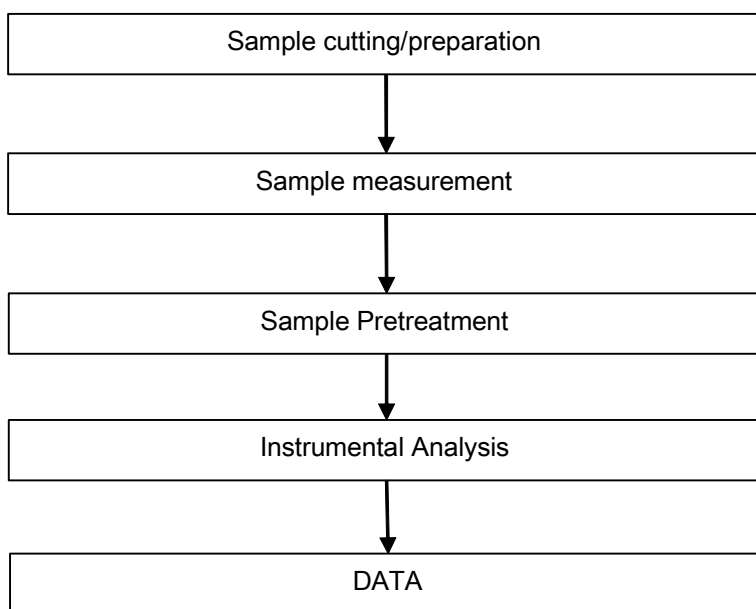 Sample cutting/preparation
Sample measurement
Sample Pretreatment
Instrumental Analysis
DATA